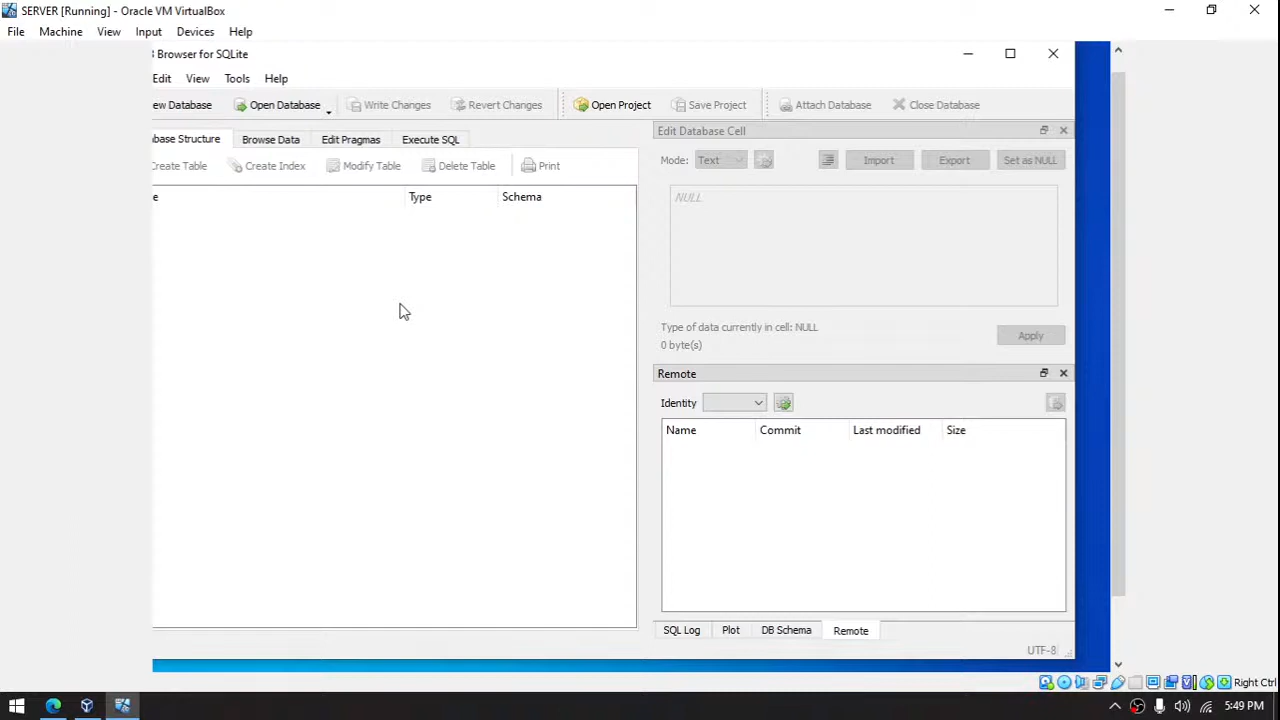 SERVER [Running] - Oracle VM VirtualBox
File Machine View Input Devices Help
Browser for SQLite
Edit View Tools Help
ew Database Open Database Write Changes Revert Changes Open Project Save Project Attach Database Close Database
abase Structure Browse Data Edit Pragmas Execute SQL
Create Table Create Index Modify Table Delete Table Print
e Type Schema
Edit Database Cell
Mode: Text Import Export Set as NULL
NULL
Type of data currently in cell: NULL
0 byte(s)
Apply
Remote
Identity
Name Commit Last modified Size
SQL Log Plot DB Schema Remote
UTF-8
Right Ctrl
5:49 PM